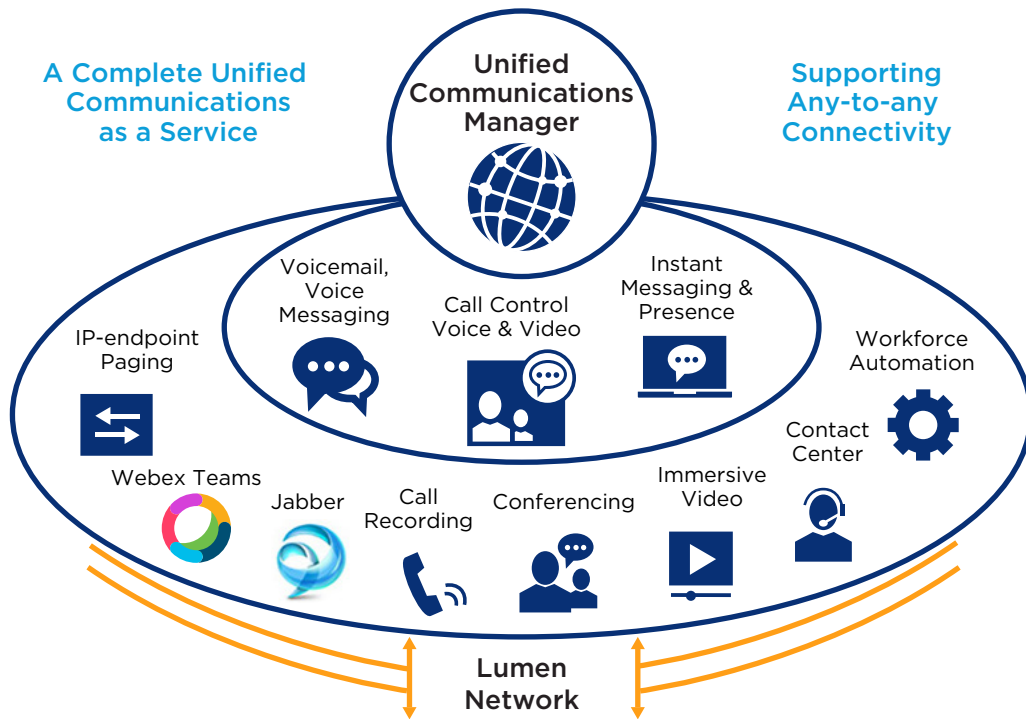 A Complete Unified
Communications
as a Service
Unified
Communications
Manager
Supporting
Any-to-any
Connectivity
Voicemail,
Voice
Messaging
Call Control
Voice & Video
Instant
Messaging &
Presence
IP-endpoint
Paging
Workforce
Automation
Webex Teams
Jabber
Call
Recording
Conferencing
Immersive
Video
Contact
Center
Lumen
Network